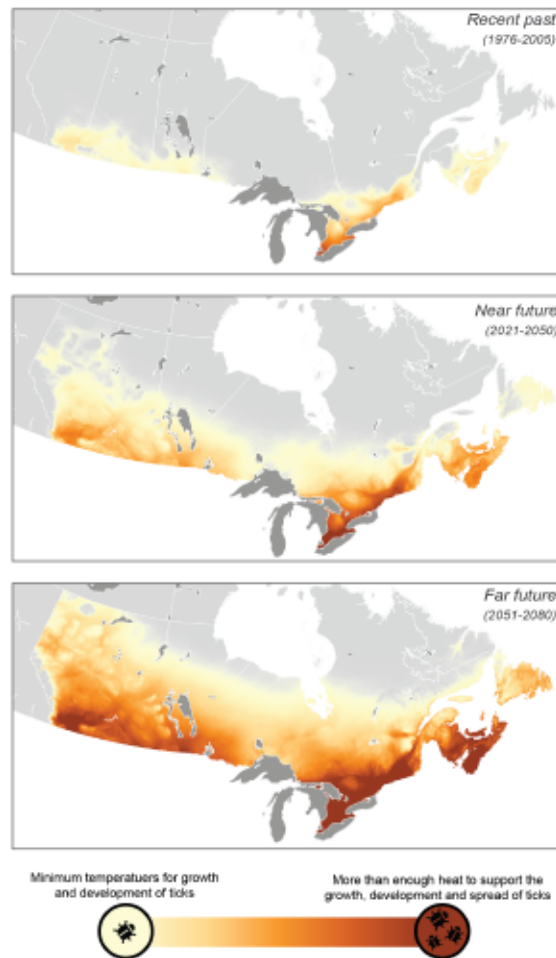 Recent past
(1976-2005)
Near future
(2021-2050)
Far future
(2051-2080)
Minimum temperatuers for growth
and development of ticks
More than enough heat to support the
growth, development and spread of ticks